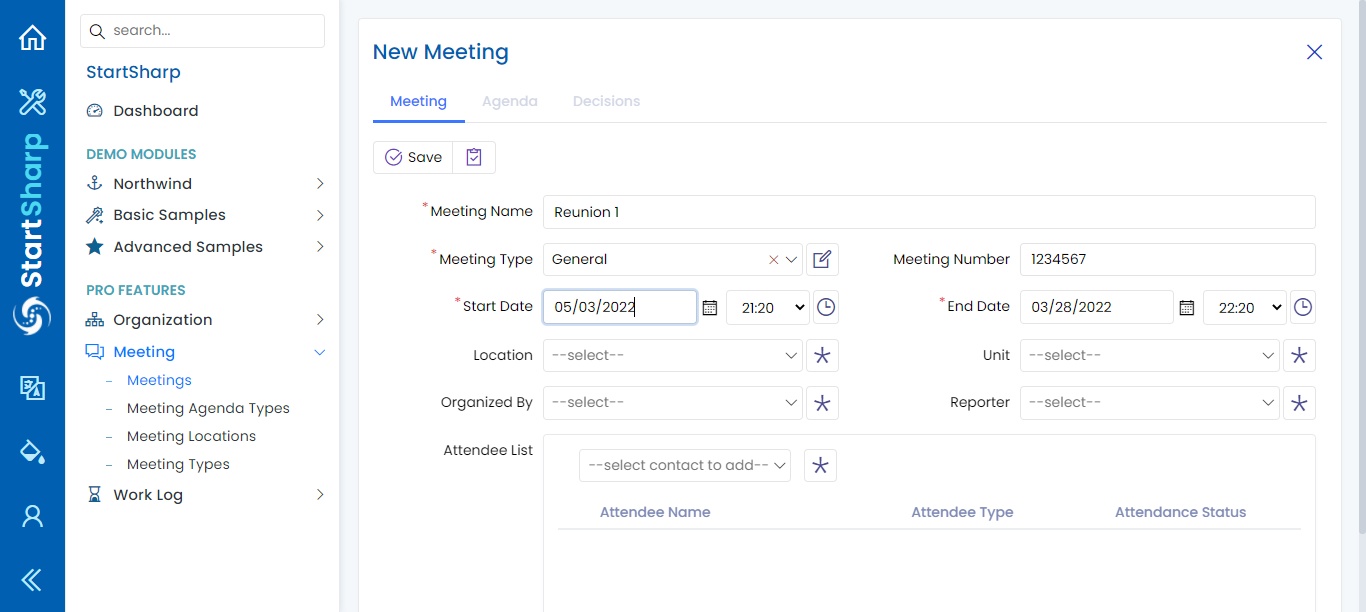 search...
StartSharp
Dashboard
DEMO MODULES
Northwind
Basic Samples
Advanced Samples
PRO FEATURES
Organization
Meeting
Meetings
Meeting Agenda Types
Meeting Locations
Meeting Types
Work Log
StartSharp
New Meeting
Meeting Agenda Decisions
Save
*Meeting Name Reunion 1
*Meeting Type General Meeting Number 1234567
*Start Date 05/03/2022 21:20 *End Date 03/28/2022 22:20
Location --select-- Unit --select--
Organized By --select-- Reporter --select--
Attendee List --select contact to add--
Attendee Name Attendee Type Attendance Status